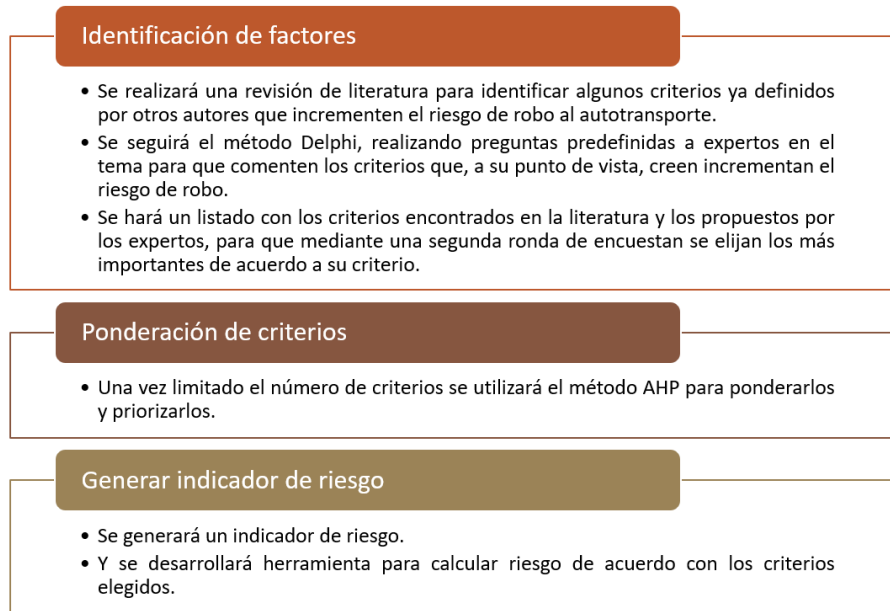 Identificación de factores
• Se realizará una revisión de literatura para identificar algunos criterios ya definidos
por otros autores que incrementen el riesgo de robo al autotransporte.
• Se seguirá el método Delphi, realizando preguntas predefinidas a expertos en el
tema para que comenten los criterios que, a su punto de vista, creen incrementan el
riesgo de robo.
• Se hará un listado con los criterios encontrados en la literatura y los propuestos por
los expertos, para que mediante una segunda ronda de encuestan se elijan los más
importantes de acuerdo a su criterio.
Ponderación de criterios
• Una vez limitado el número de criterios se utilizará el método AHP para ponderarlos
y priorizarlos.
Generar indicador de riesgo
• Se generará un indicador de riesgo.
• Y se desarrollará herramienta para calcular riesgo de acuerdo con los criterios
elegidos.